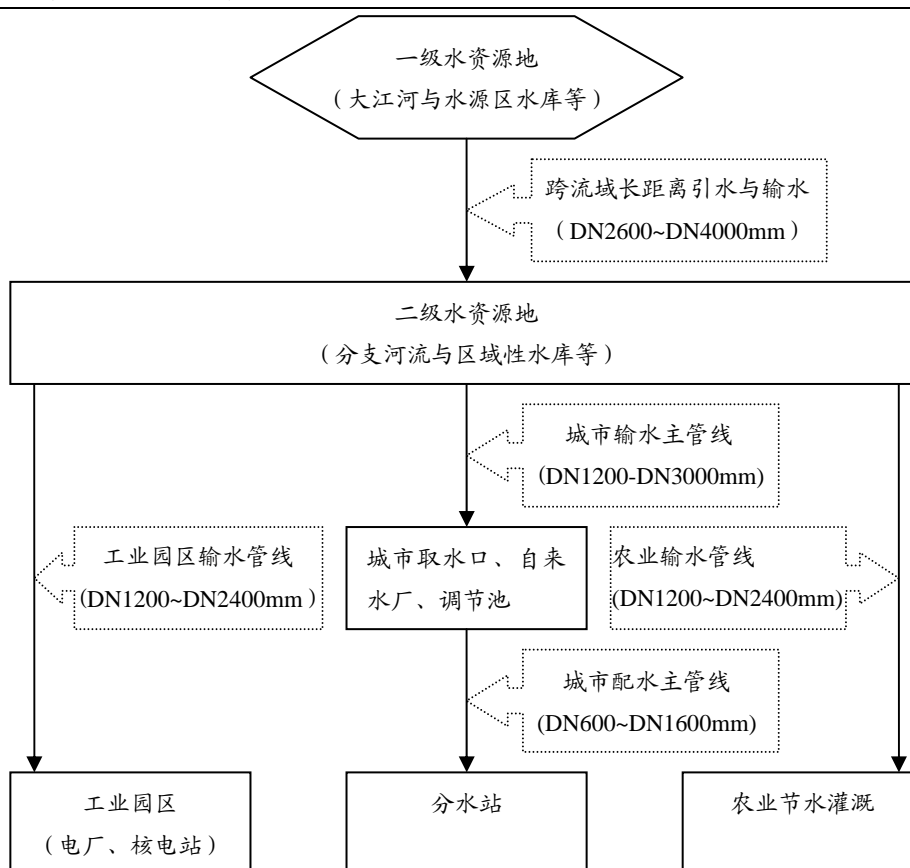 一级水资源地
（大江河与水源区水库等）
跨流域长距离引水与输水
（DN2600~DN4000mm）
二级水资源地
（分支河流与区域性水库等）
城市输水主管线
(DN1200-DN3000mm)
工业园区输水管线
(DN1200~DN2400mm）
城市取水口、自来
水厂、调节池
农业输水管线
(DN1200~DN2400mm)
城市配水主管线
(DN600~DN1600mm)
工业园区
（电厂、核电站）
分水站
农业节水灌溉